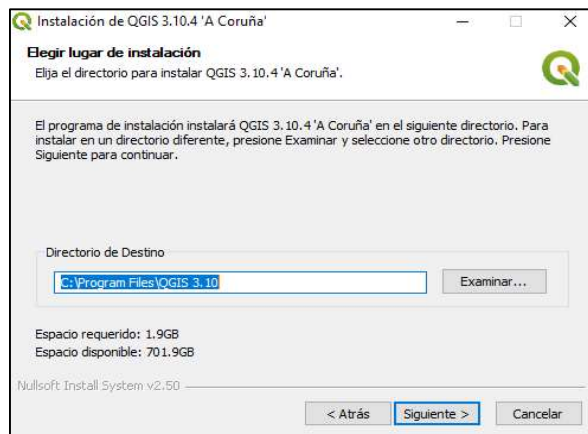 Instalación de QGIS 3.10.4 'A Coruña'
Elegir lugar de instalación
Elija el directorio para instalar QGIS 3.10.4 'A Coruña'.
El programa de instalación instalará QGIS 3.10.4 'A Coruña' en el siguiente directorio. Para
instalar en un directorio diferente, presione Examinar y seleccione otro directorio. Presione
Siguiente para continuar.
Directorio de Destino
C:\Program Files\QGIS 3.10
Examinar...
Espacio requerido: 1.9GB
Espacio disponible: 701.9GB
Nullsoft Install System v2.50
< Atrás
Siguiente >
Cancelar